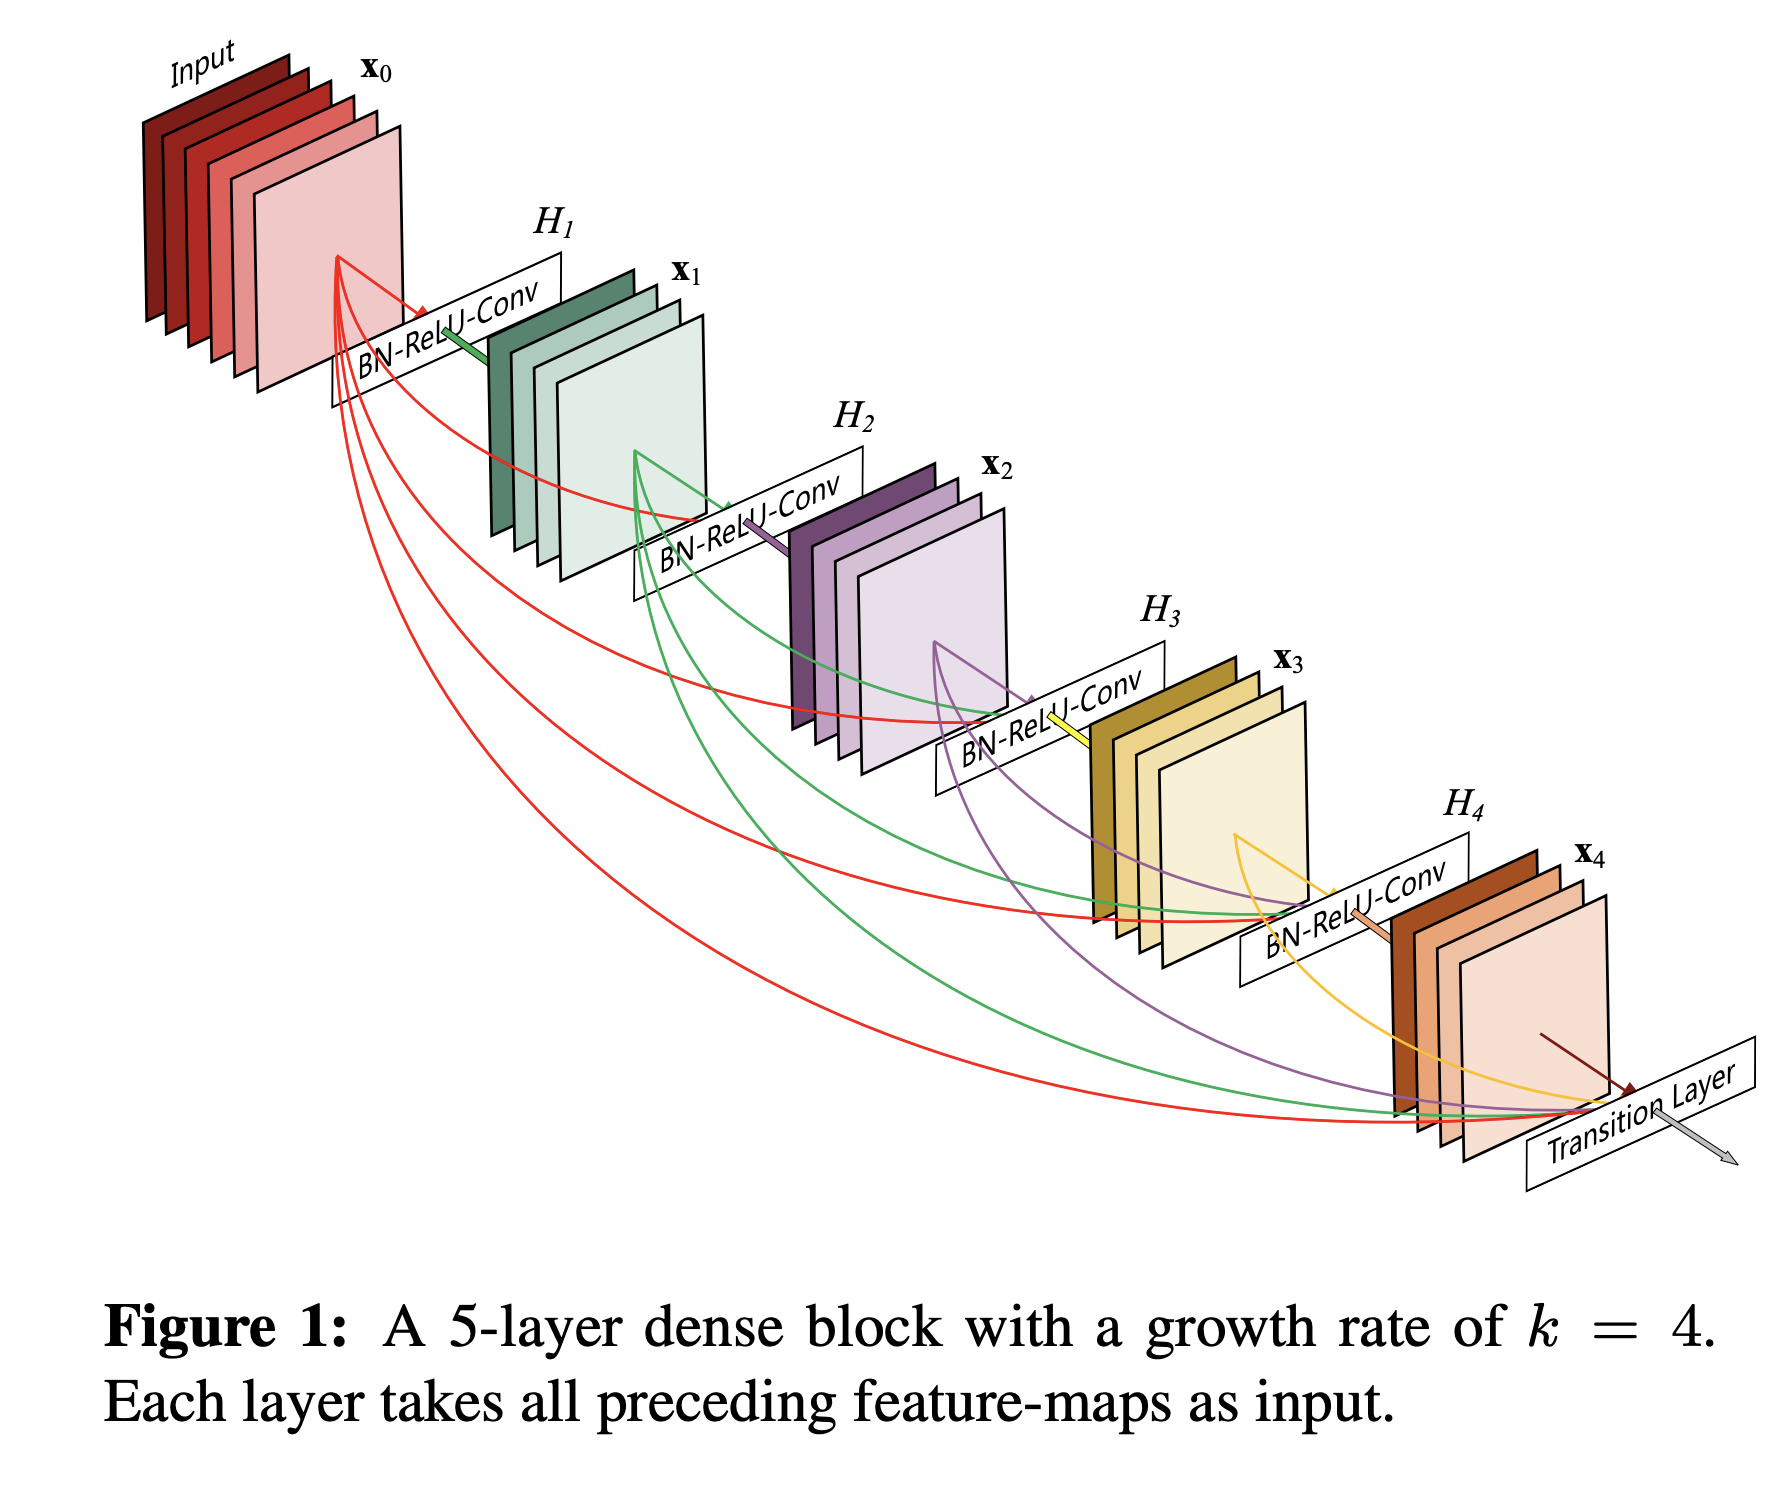 Input
x₀
H₁
BN-ReLU-Conv
x₁
H₂
BN-ReLU-Conv
x₂
H₃
BN-ReLU-Conv
x₃
H₄
BN-ReLU-Conv
x₄
Transition Layer
Figure 1: A 5-layer dense block with a growth rate of k = 4.
Each layer takes all preceding feature-maps as input.